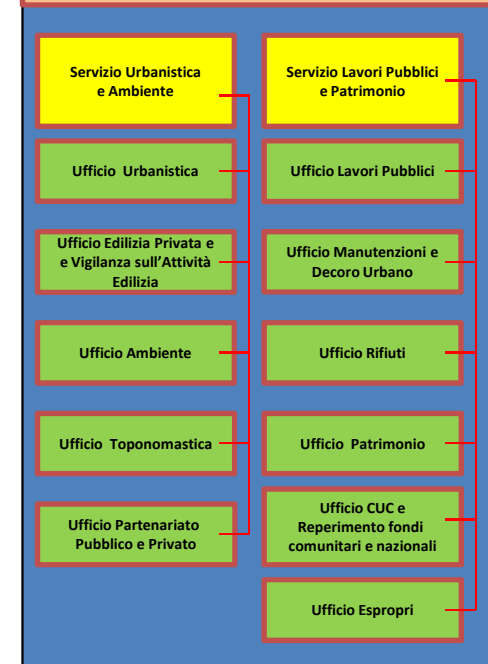 Servizio Urbanistica
e Ambiente
Ufficio Urbanistica
Ufficio Edilizia Privata e
e Vigilanza sull'Attività
Edilizia
Ufficio Ambiente
Ufficio Toponomastica
Ufficio Partenariato
Pubblico e Privato
Servizio Lavori Pubblici
e Patrimonio
Ufficio Lavori Pubblici
Ufficio Manutenzioni e
Decoro Urbano
Ufficio Rifiuti
Ufficio Patrimonio
Ufficio CUC e
Reperimento fondi
comunitari e nazionali
Ufficio Espropri